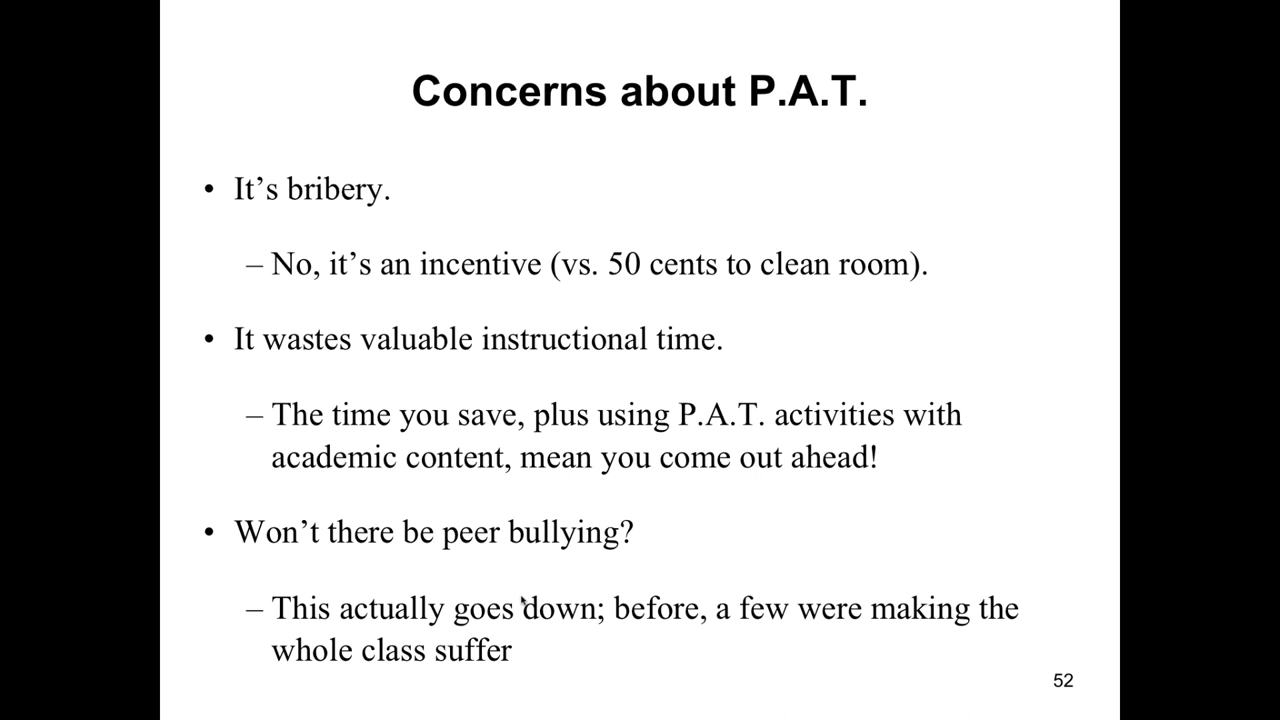 Concerns about P.A.T.
• It’s bribery.
– No, it’s an incentive (vs. 50 cents to clean room).
• It wastes valuable instructional time.
– The time you save, plus using P.A.T. activities with
academic content, mean you come out ahead!
• Won’t there be peer bullying?
– This actually goes down; before, a few were making the
whole class suffer
52